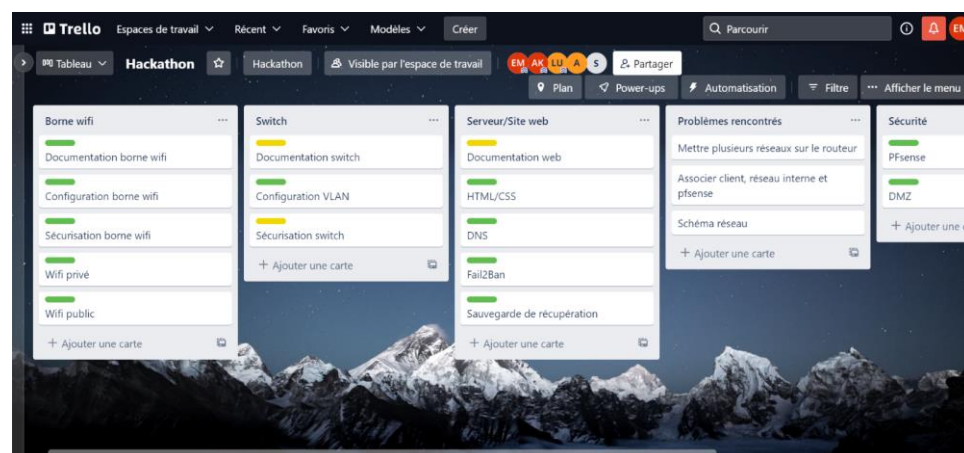 Trello Espaces de travail Récent Favoris Modèles Créer Parcourir EM
Tableau Hackathon Hackathon Visible par l'espace de travail EM AK LU A S Partager
Plan Power-ups Automatisation Filtre Afficher le menu
Borne wifi
Documentation borne wifi
Configuration borne wifi
Sécurisation borne wifi
Wifi privé
Wifi public
+ Ajouter une carte
Switch
Documentation switch
Configuration VLAN
Sécurisation switch
+ Ajouter une carte
Serveur/Site web
Documentation web
HTML/CSS
DNS
Fail2Ban
Sauvegarde de récupération
+ Ajouter une carte
Problèmes rencontrés
Mettre plusieurs réseaux sur le routeur
Associer client, réseau interne et
pfsense
Schéma réseau
+ Ajouter une carte
Sécurité
PFsense
DMZ
+ Ajouter une